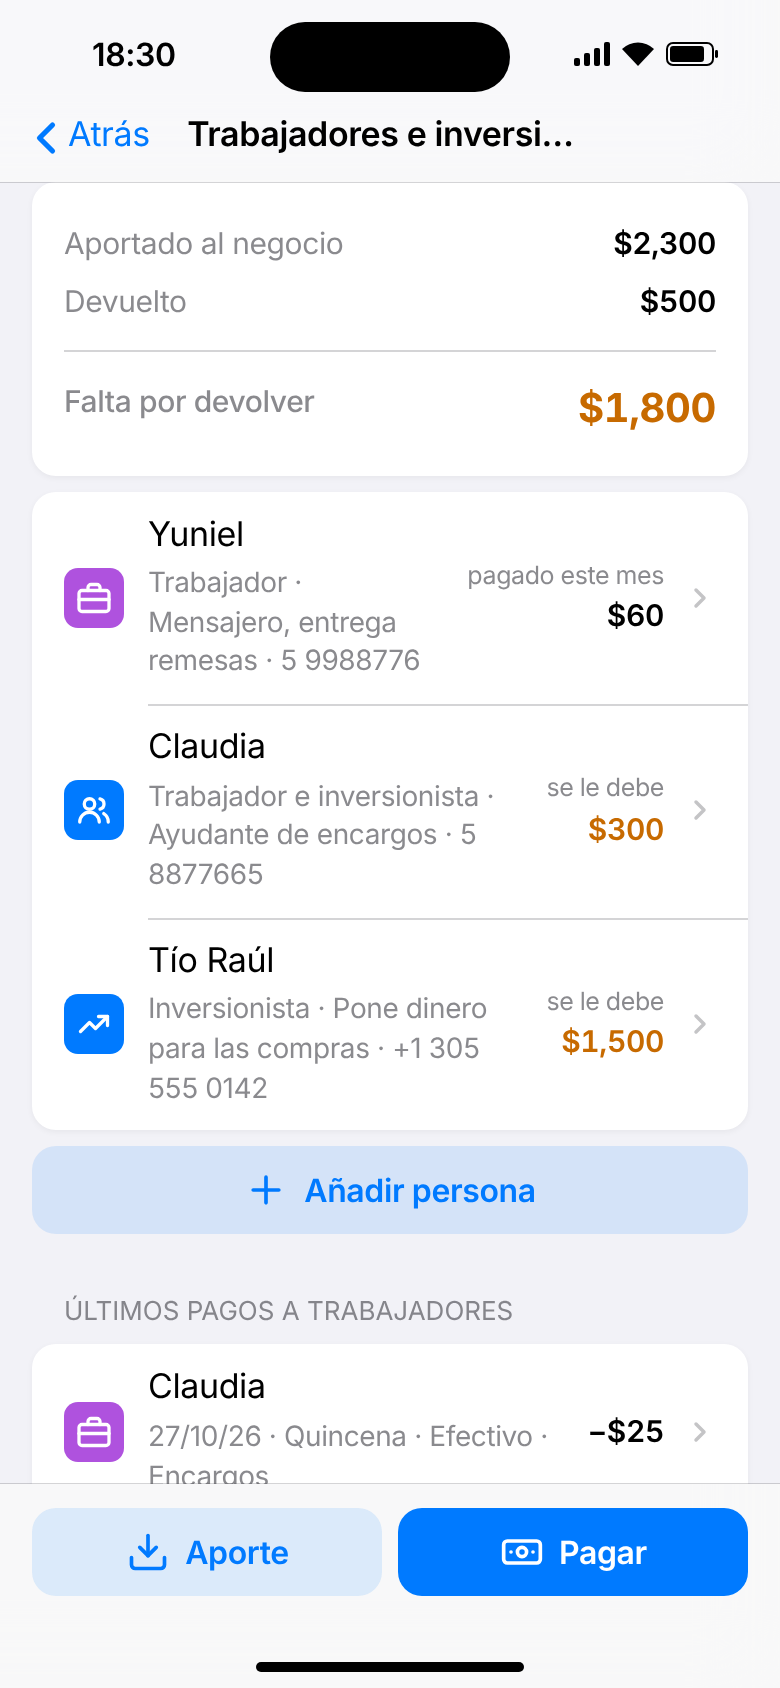 18:30
Atrás
Trabajadores e inversi...
Aportado al negocio $2,300
Devuelto $500
Falta por devolver $1,800
Yuniel
Trabajador ·
Mensajero, entrega
remesas · 5 9988776
pagado este mes
$60
Claudia
Trabajador e inversionista ·
Ayudante de encargos · 5
8877665
se le debe
$300
Tío Raúl
Inversionista · Pone dinero
para las compras · +1 305
555 0142
se le debe
$1,500
Añadir persona
ÚLTIMOS PAGOS A TRABAJADORES
Claudia
27/10/26 · Quincena · Efectivo ·
Encargos
−$25
Aporte
Pagar